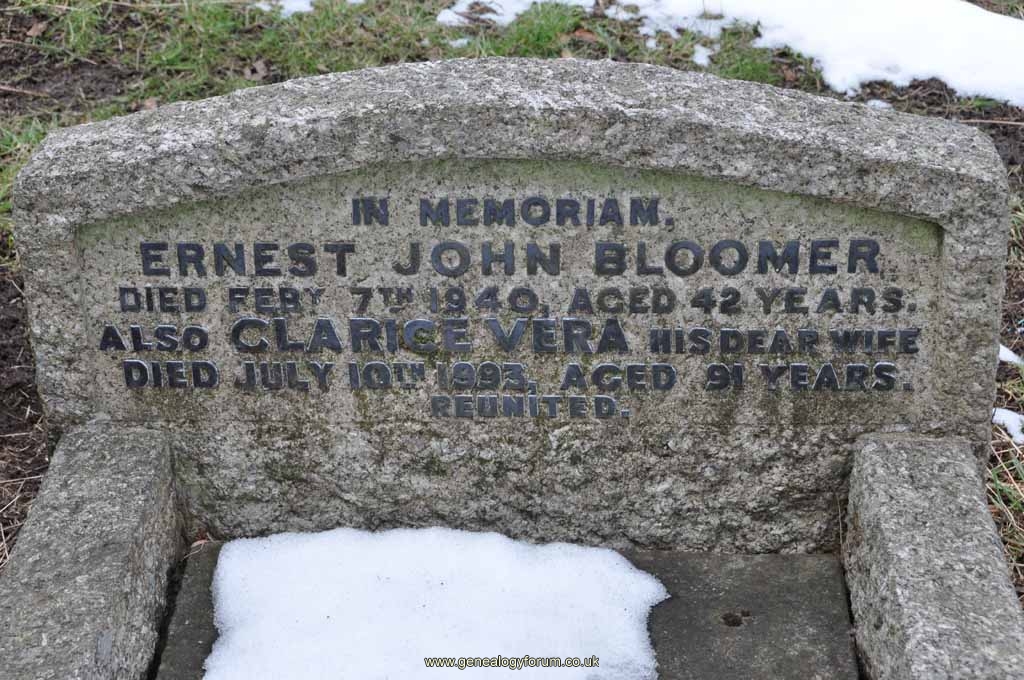 IN MEMORIAM,
ERNEST JOHN BLOOMER
DIED FEBY 7TH 1940, AGED 42 YEARS.
ALSO CLARICE VERA HIS DEAR WIFE
DIED JULY 10TH 1993, AGED 91 YEARS.
REUNITED.
www.genealogyforum.co.uk